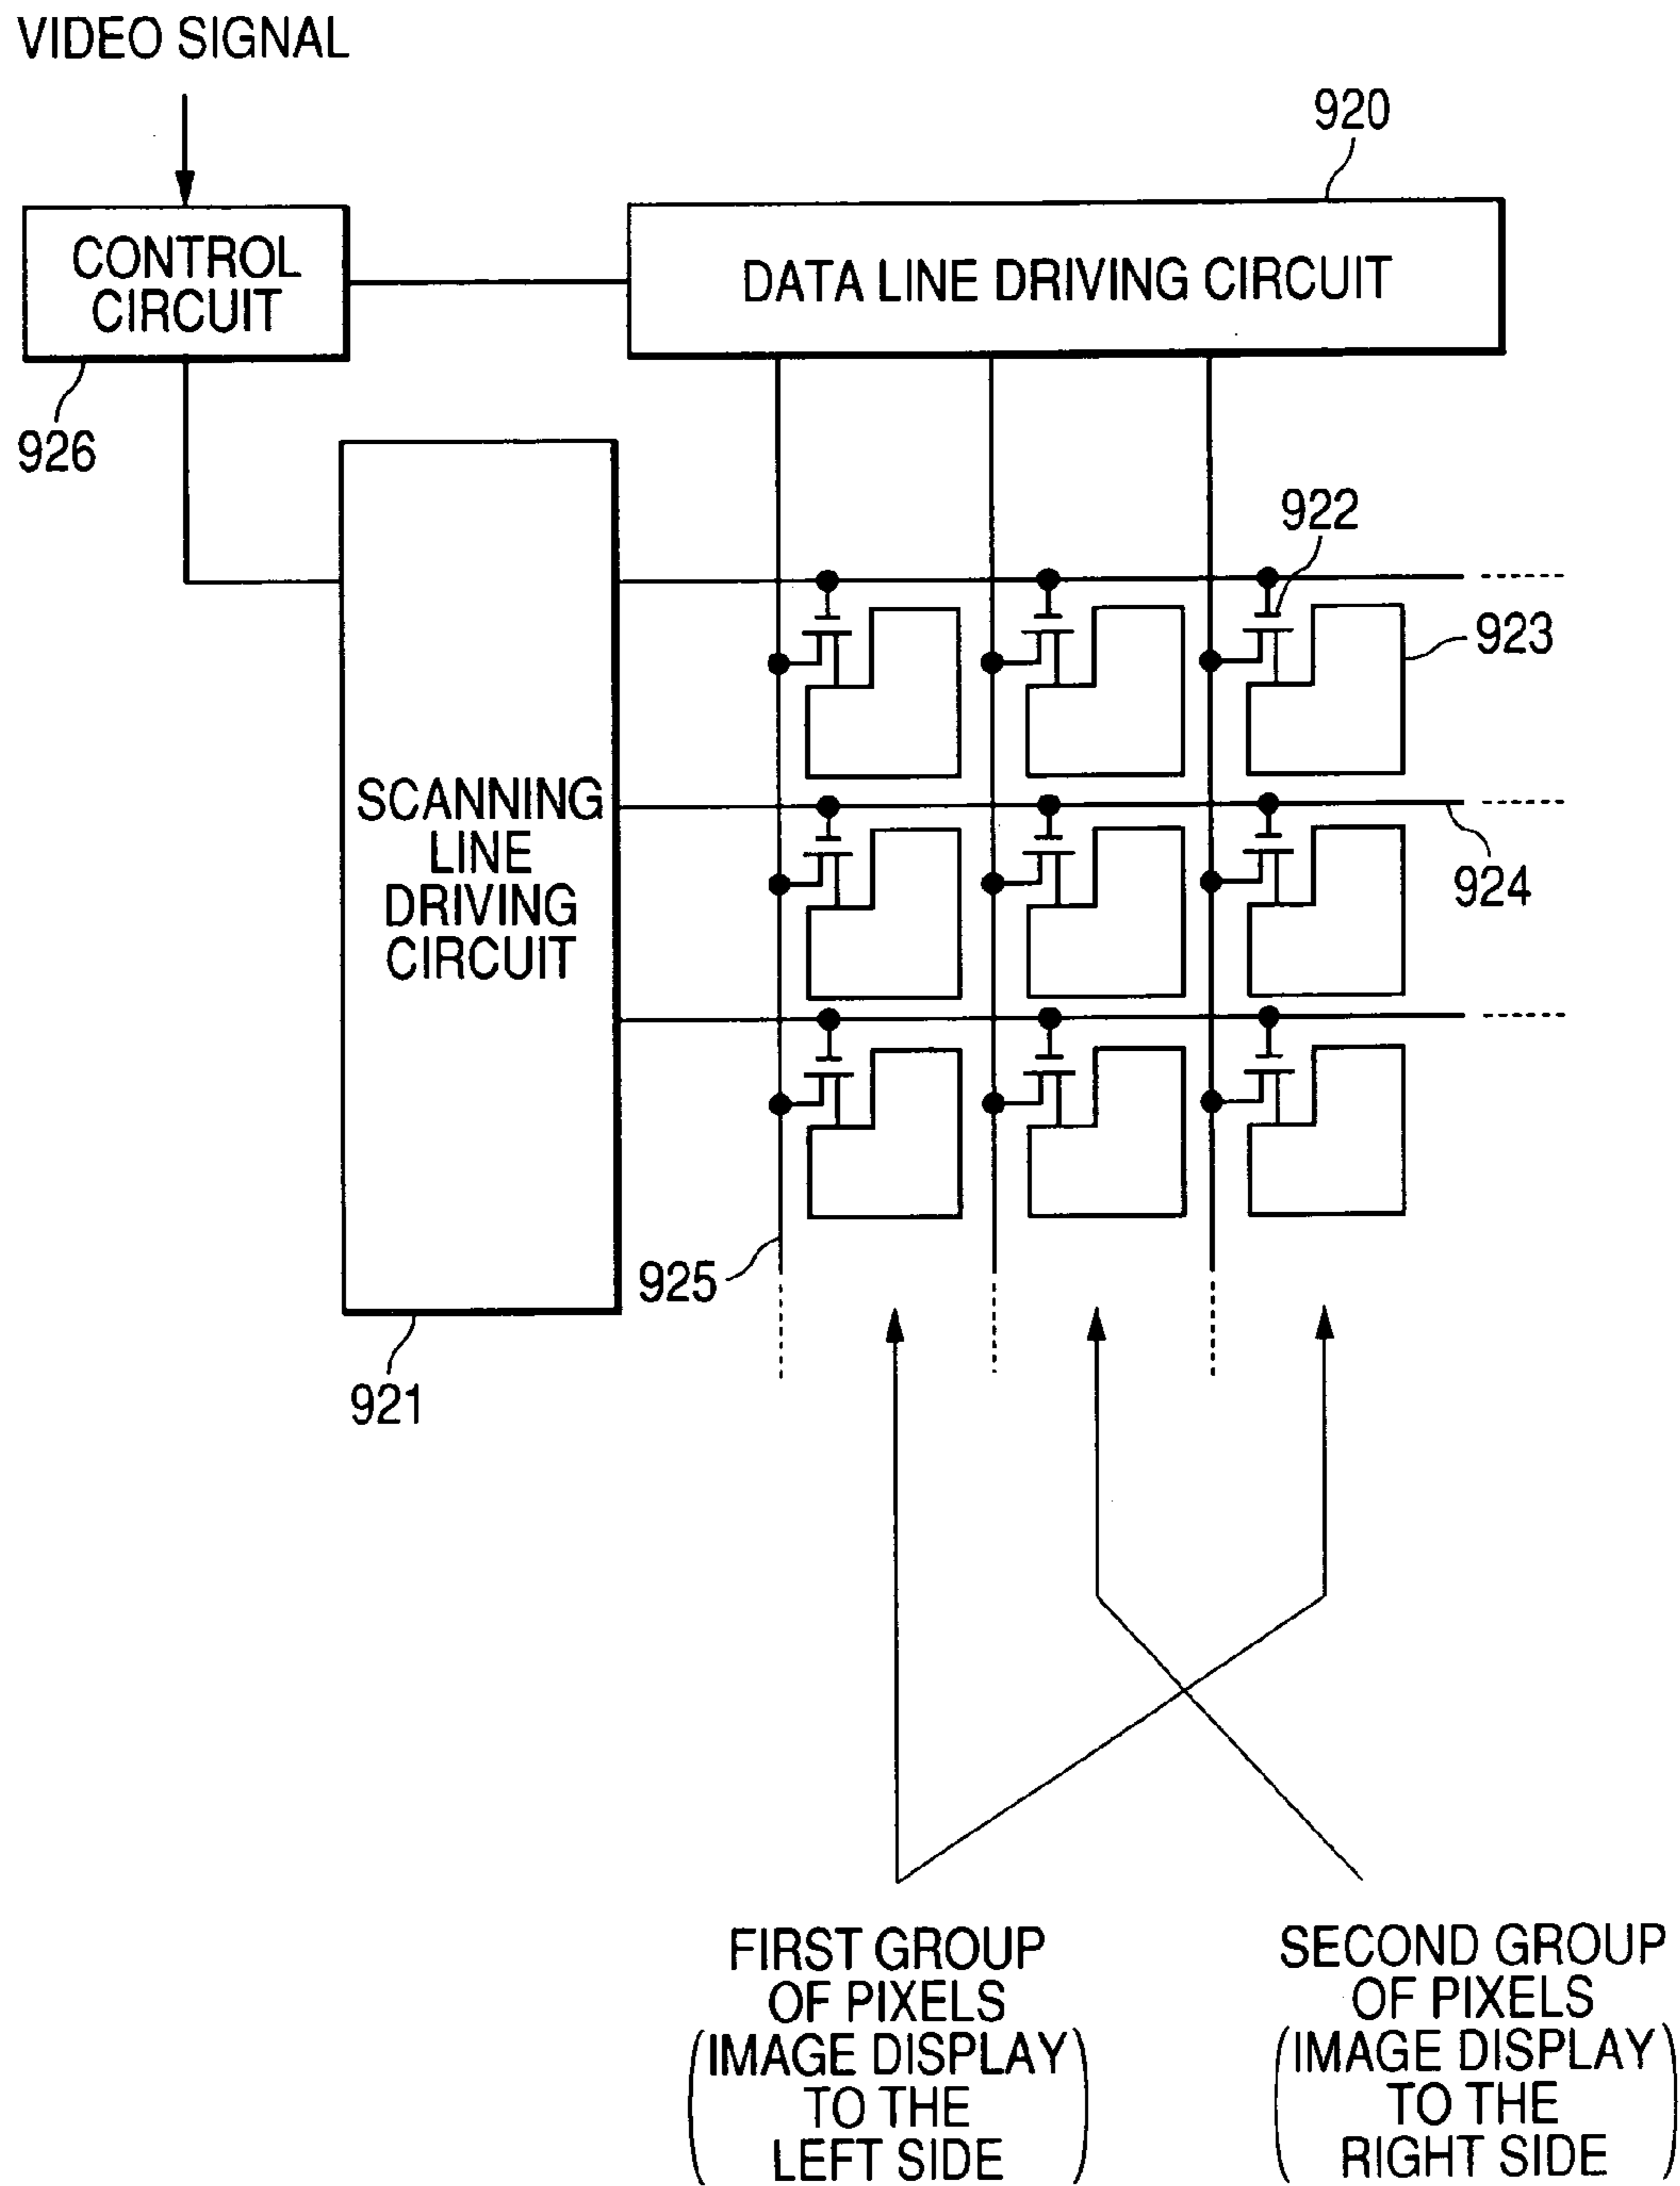 VIDEO SIGNAL
920
CONTROL
CIRCUIT
DATA LINE DRIVING CIRCUIT
926
922
923
SCANNING
LINE
DRIVING
CIRCUIT
924
925
921
FIRST GROUP
OF PIXELS
(IMAGE DISPLAY
TO THE
LEFT SIDE)
SECOND GROUP
OF PIXELS
(IMAGE DISPLAY
TO THE
RIGHT SIDE)